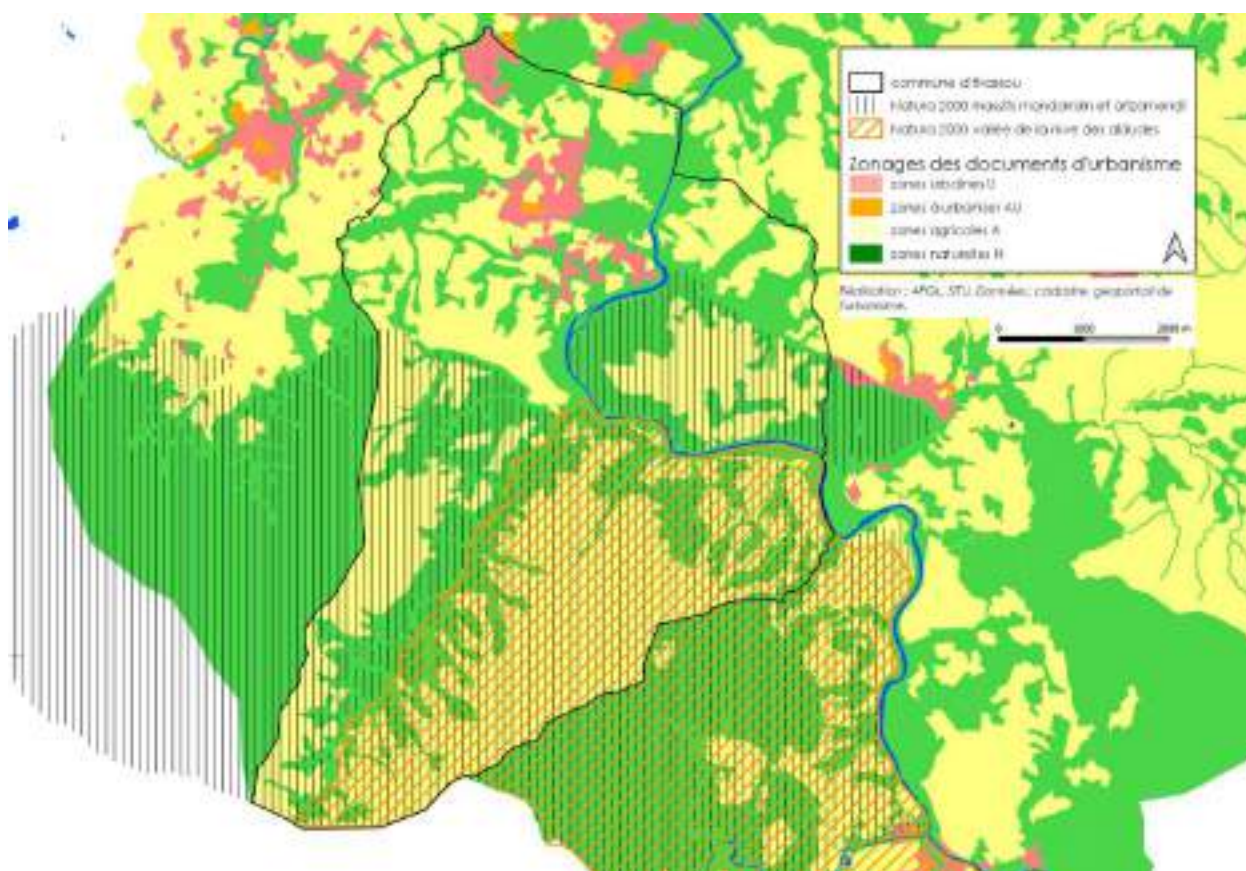 commune d'Itxassou
Natura 2000 massifs mondarrain et artzamendi
Natura 2000 vallée de la nive des aldudes
Zonages des documents d'urbanisme
zones urbaines U
zones à urbaniser AU
zones agricoles A
zones naturelles N
Réalisation : APGL, STU. Données : cadastre, géoportail de
l'urbanisme.
0 1000 2000 m